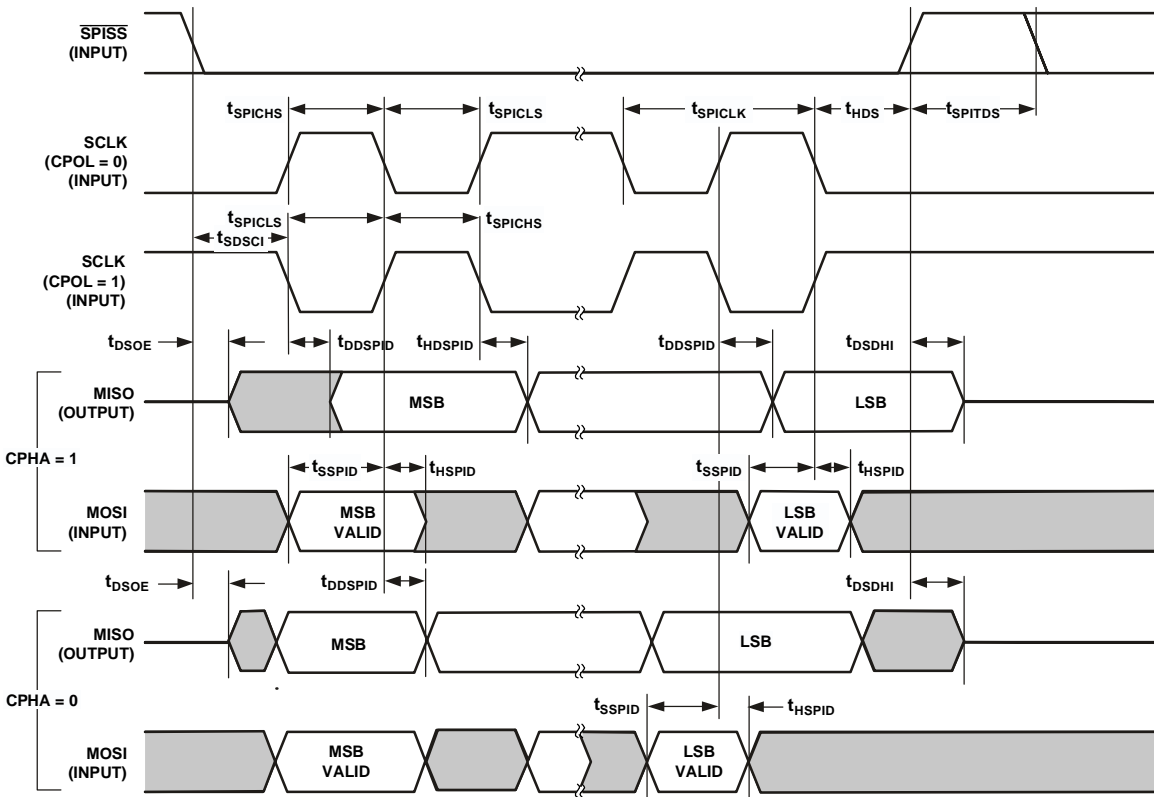 SPISS
(INPUT)
tSPICHS
tSPICLS
tSPICLK
tHDS
tSPITDS
SCLK
(CPOL = 0)
(INPUT)
tSPICLS
tSPICHS
tSDSCI
SCLK
(CPOL = 1)
(INPUT)
tDSOE
tDDSPID
tHDSPID
tDDSPID
tDSDHI
MISO
(OUTPUT)
MSB
LSB
CPHA = 1
tSSPID
tHSPID
tSSPID
tHSPID
MOSI
(INPUT)
MSB
VALID
LSB
VALID
tDSOE
tDDSPID
tDSDHI
MISO
(OUTPUT)
MSB
LSB
CPHA = 0
tSSPID
tHSPID
MOSI
(INPUT)
MSB
VALID
LSB
VALID